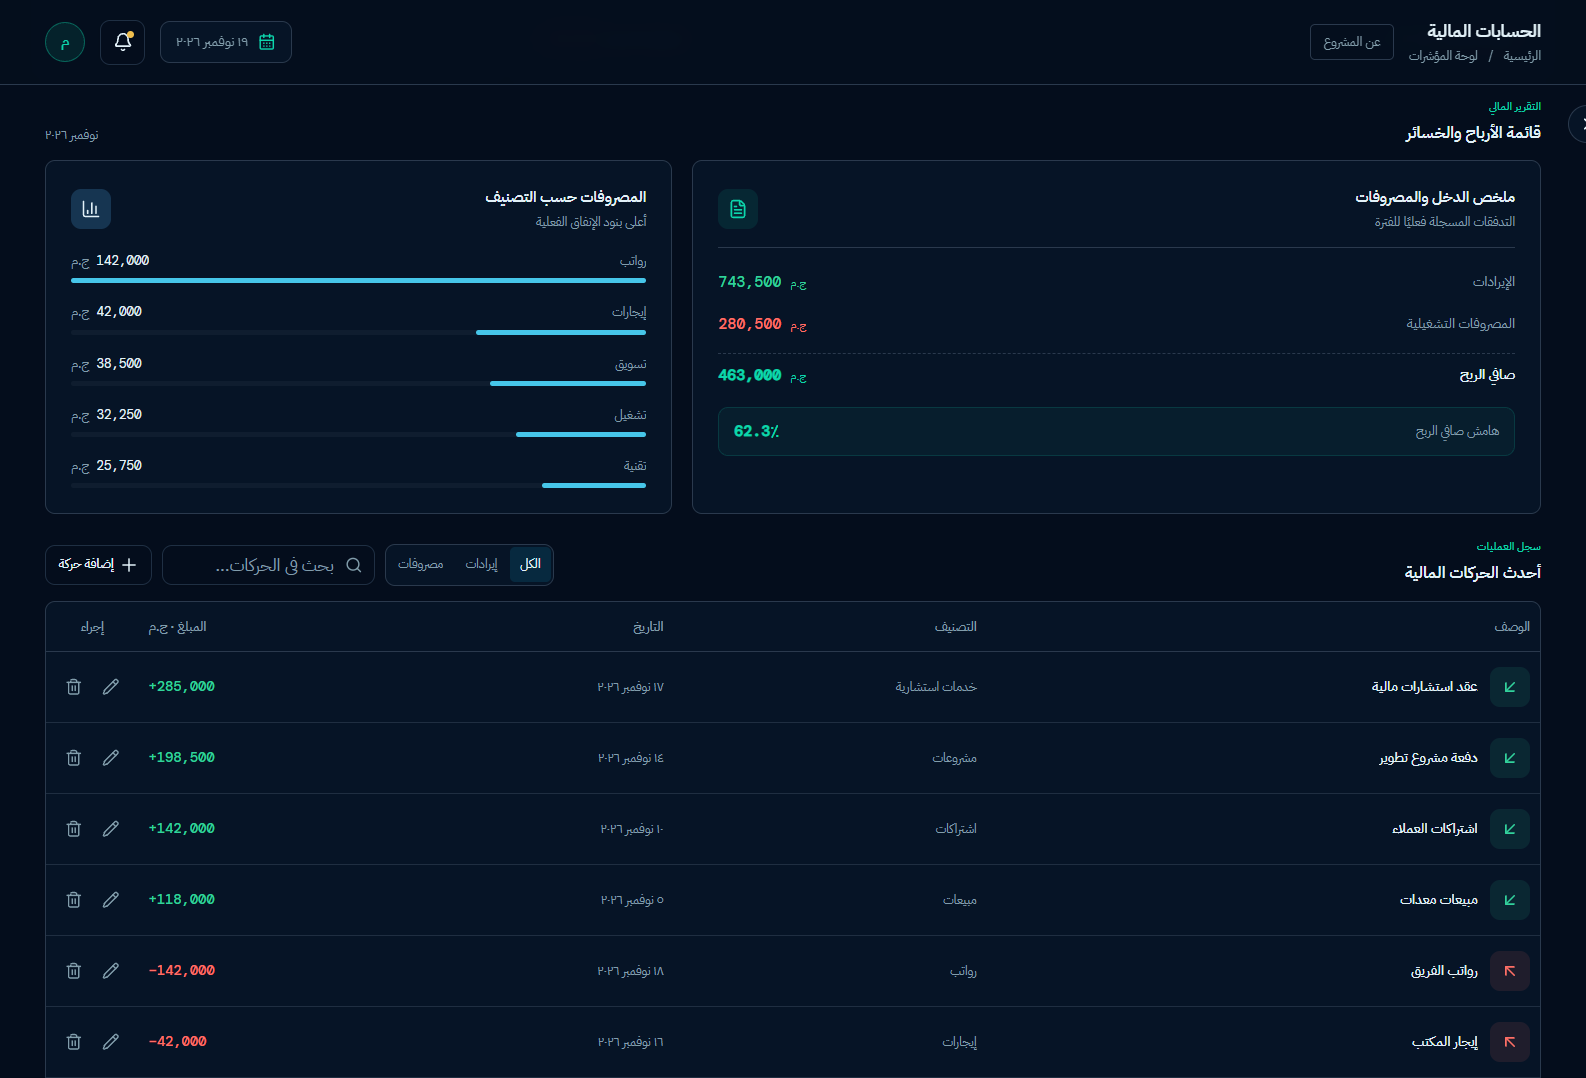 الحسابات المالية
الرئيسية / لوحة المؤشرات
عن المشروع
١٩ نوفمبر ٢٠٢٦
م
التقرير المالي
قائمة الأرباح والخسائر
نوفمبر ٢٠٢٦
ملخص الدخل والمصروفات
التدفقات المسجلة فعليًا للفترة
الإيرادات 743,500 ج.م
المصروفات التشغيلية 280,500 ج.م
صافي الربح 463,000 ج.م
هامش صافي الربح 62.3٪
المصروفات حسب التصنيف
أعلى بنود الإنفاق الفعلية
رواتب 142,000 ج.م
إيجارات 42,000 ج.م
تسويق 38,500 ج.م
تشغيل 32,250 ج.م
تقنية 25,750 ج.م
سجل العمليات
أحدث الحركات المالية
الكل إيرادات مصروفات
بحث في الحركات...
إضافة حركة
الوصف التصنيف التاريخ المبلغ · ج.م إجراء
عقد استشارات مالية خدمات استشارية ١٧ نوفمبر ٢٠٢٦ +285,000
دفعة مشروع تطوير مشروعات ١٤ نوفمبر ٢٠٢٦ +198,500
اشتراكات العملاء اشتراكات ١٠ نوفمبر ٢٠٢٦ +142,000
مبيعات معدات مبيعات ٥ نوفمبر ٢٠٢٦ +118,000
رواتب الفريق رواتب ١٨ نوفمبر ٢٠٢٦ −142,000
إيجار المكتب إيجارات ١٦ نوفمبر ٢٠٢٦ −42,000